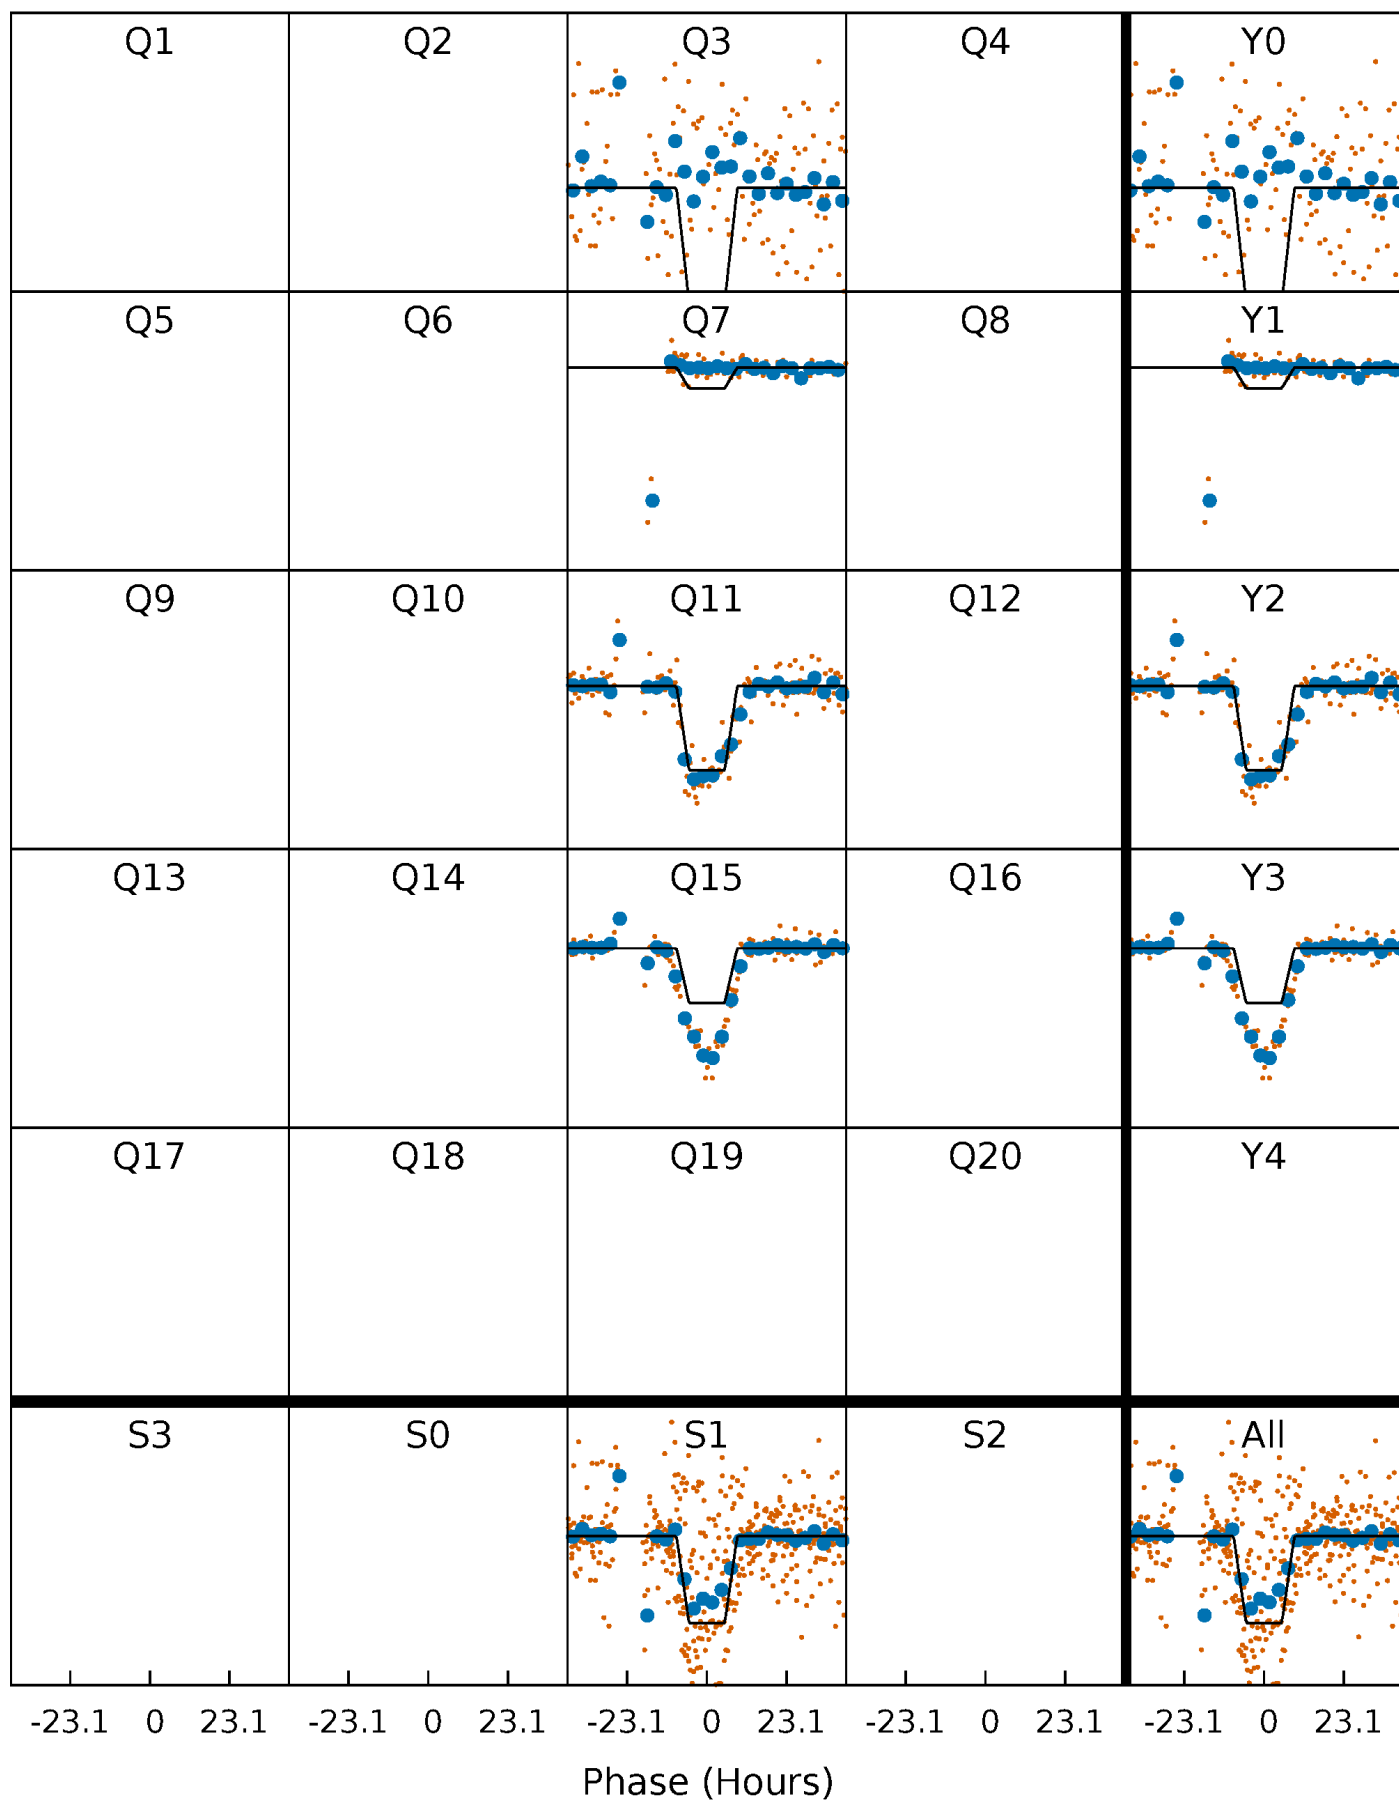 Q1 Q2 Q3 Q4 Y0
Q5 Q6 Q7 Q8 Y1
Q9 Q10 Q11 Q12 Y2
Q13 Q14 Q15 Q16 Y3
Q17 Q18 Q19 Q20 Y4
S3 S0 S1 S2 All
-23.1 0 23.1 -23.1 0 23.1 -23.1 0 23.1 -23.1 0 23.1 -23.1 0 23.1
Phase (Hours)